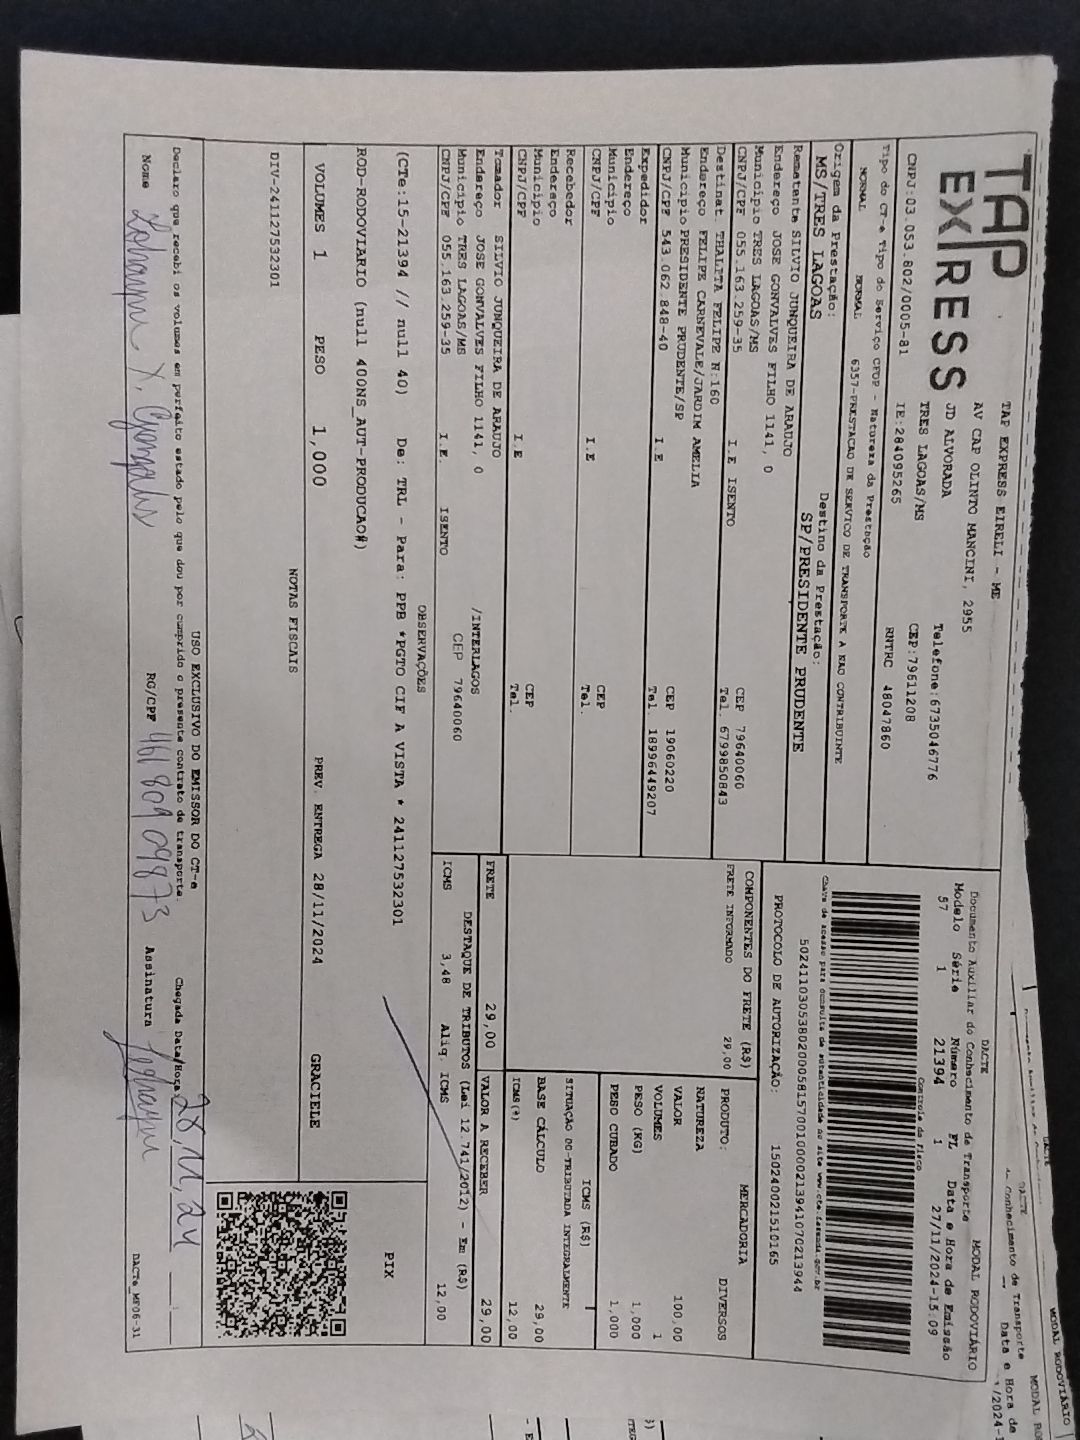 TAP
EXPRESS
TAP EXPRESS EIRELI - ME
AV CAP OLINTO MANCINI, 2955
JD ALVORADA
TRES LAGOAS/MS
Telefone:6735046776
CEP:79611208
CNPJ:03.053.802/0005-81
IE:284095265
RNTRC 48047860
Tipo do CT-e Tipo do Serviço CFOP - Natureza da Prestação
NORMAL NORMAL 6357-PRESTACAO DE SERVICO DE TRANSPORTE A NAO CONTRIBUINTE
Origem da Prestação: Destino da Prestação:
MS/TRES LAGOAS SP/PRESIDENTE PRUDENTE
Remetente SILVIO JUNQUEIRA DE ARAUJO
Endereço JOSE GONVALVES FILHO 1141, 0
Município TRES LAGOAS/MS CEP 79640060
CNPJ/CPF 055.163.259-35 I.E ISENTO Tel. 6799850843
Destinat. THALITA FELIPE N:160
Endereço FELIPE CARNEVALE/JARDIM AMELIA
Município PRESIDENTE PRUDENTE/SP CEP 19060220
CNPJ/CPF 543.062.848-40 I.E Tel. 18996449207
Expedidor
Endereço
Município CEP
CNPJ/CPF I.E Tel.
Recebedor
Endereço
Município CEP
CNPJ/CPF I.E Tel.
Tomador SILVIO JUNQUEIRA DE ARAUJO
Endereço JOSE GONVALVES FILHO 1141, 0 /INTERLAGOS
Município TRES LAGOAS/MS CEP 79640060
CNPJ/CPF 055.163.259-35 I.E. ISENTO
DACTE
Documento Auxiliar do Conhecimento de Transporte MODAL RODOVIÁRIO
Modelo Série Número FL Data e Hora de Emissão
57 1 21394 1 27/11/2024-15:09
Controle do Fisco
Chave de acesso para consulta de autenticidade no site www.cte.fazenda.gov.br
50241103053802000581570010000213941070213944
PROTOCOLO DE AUTORIZAÇÃO: 150240021510165
COMPONENTES DO FRETE (R$)
FRETE INFORMADO 29,00
PRODUTO: MERCADORIA DIVERSOS
NATUREZA
VALOR 100,00
VOLUMES 1
PESO (KG) 1,000
PESO CUBADO 1,000
ICMS (R$)
SITUAÇÃO 00-TRIBUTADA INTEGRALMENTE
BASE CÁLCULO 29,00
ICMS(%) 12,00
FRETE 29,00 VALOR A RECEBER 29,00
DESTAQUE DE TRIBUTOS (Lei 12.741/2012) - Em (R$)
ICMS 3,48 Aliq. ICMS 12,00
OBSERVAÇÕES
(CTe:15-21394 // null 40) De: TRL - Para: PPB *PGTO CIF A VISTA * 241127532301
ROD-RODOVIARIO (null 400NS_AUT-PRODUCAO#)
PIX
VOLUMES 1 PESO 1,000 PREV. ENTREGA 28/11/2024 GRACIELE
NOTAS FISCAIS
DIV-241127532301
USO EXCLUSIVO DO EMISSOR DO CT-e
Declaro que recebi os volumes em perfeito estado pelo que dou por cumprido o presente contrato de transporte. Chegada Data/Hora 28,11,24
Nome RG/CPF 461 809 09873 Assinatura
DACTe_MF06-31